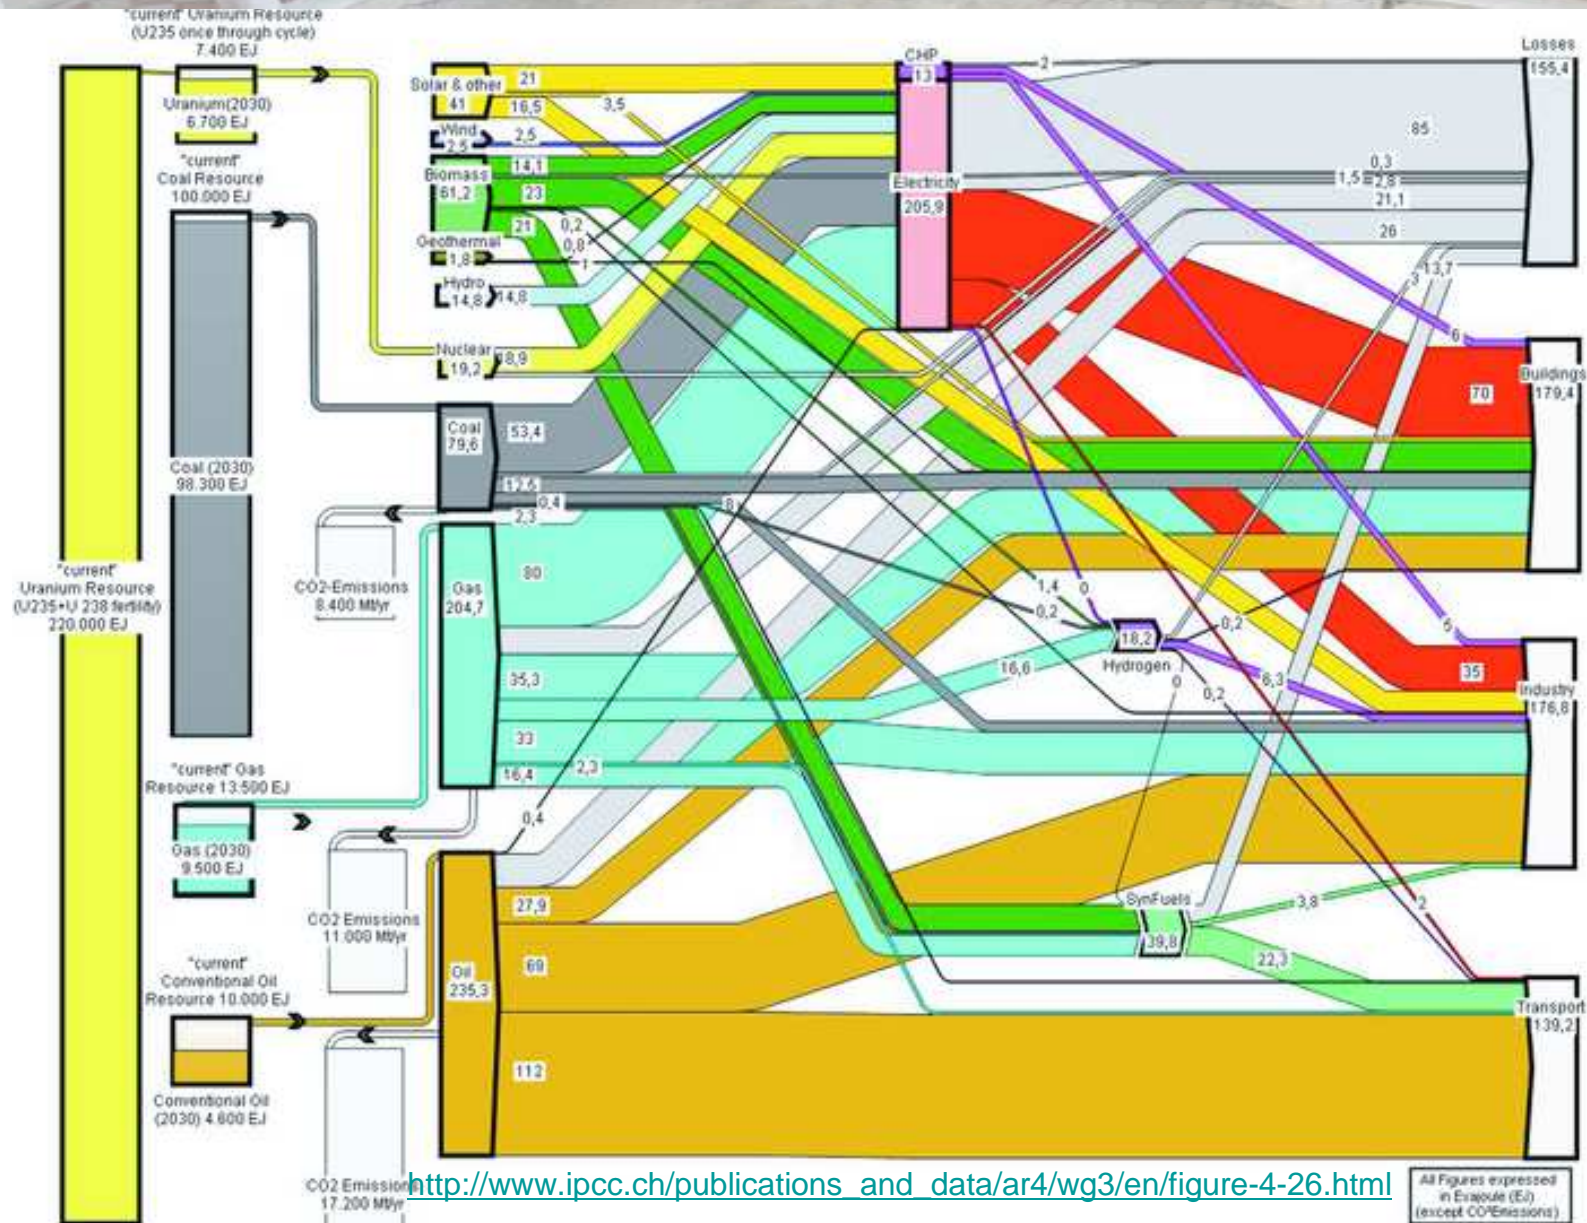 "current" Uranium Resource
(U235 once through cycle)
7.400 EJ
Uranium(2030)
6.700 EJ
"current"
Coal Resource
100.000 EJ
Coal (2030)
98.300 EJ
"current"
Uranium Resource
(U235+U 238 fertility)
220.000 EJ
"current" Gas
Resource 13.500 EJ
Gas (2030)
9.500 EJ
"current"
Conventional Oil
Resource 10.000 EJ
Conventional Oil
(2030) 4.600 EJ
CO2-Emissions
8.400 Mt/yr
CO2 Emissions
11.000 Mt/yr
CO2 Emissions
17.200 Mt/yr
Solar & other
41
Wind
2.5
Biomass
61,2
Geothermal
1,8
Hydro
14,8
Nuclear
19,2
Coal
79,6
Gas
204,7
Oil
235,3
21
16,5
3,5
2,5
14,1
23
21
0,2
0,8
1
14,8
18,9
53,4
12,5
0,4
2,3
8
80
35,3
33
16,4
2,3
0,4
27,9
69
112
CHP
13
Electricity
205,9
2
85
0,3
1,5
2,8
21,1
26
3
13,7
6
70
1,4
0
0,2
0,2
5
18,2
Hydrogen
16,6
6,3
0
0,2
35
SynFuels
39,8
3,8
2
22,3
Losses
155,4
Buildings
179,4
Industry
176,8
Transport
139,2
http://www.ipcc.ch/publications_and_data/ar4/wg3/en/figure-4-26.html
All Figures expressed
in Exajoule (EJ)
(except CO²Emissions)